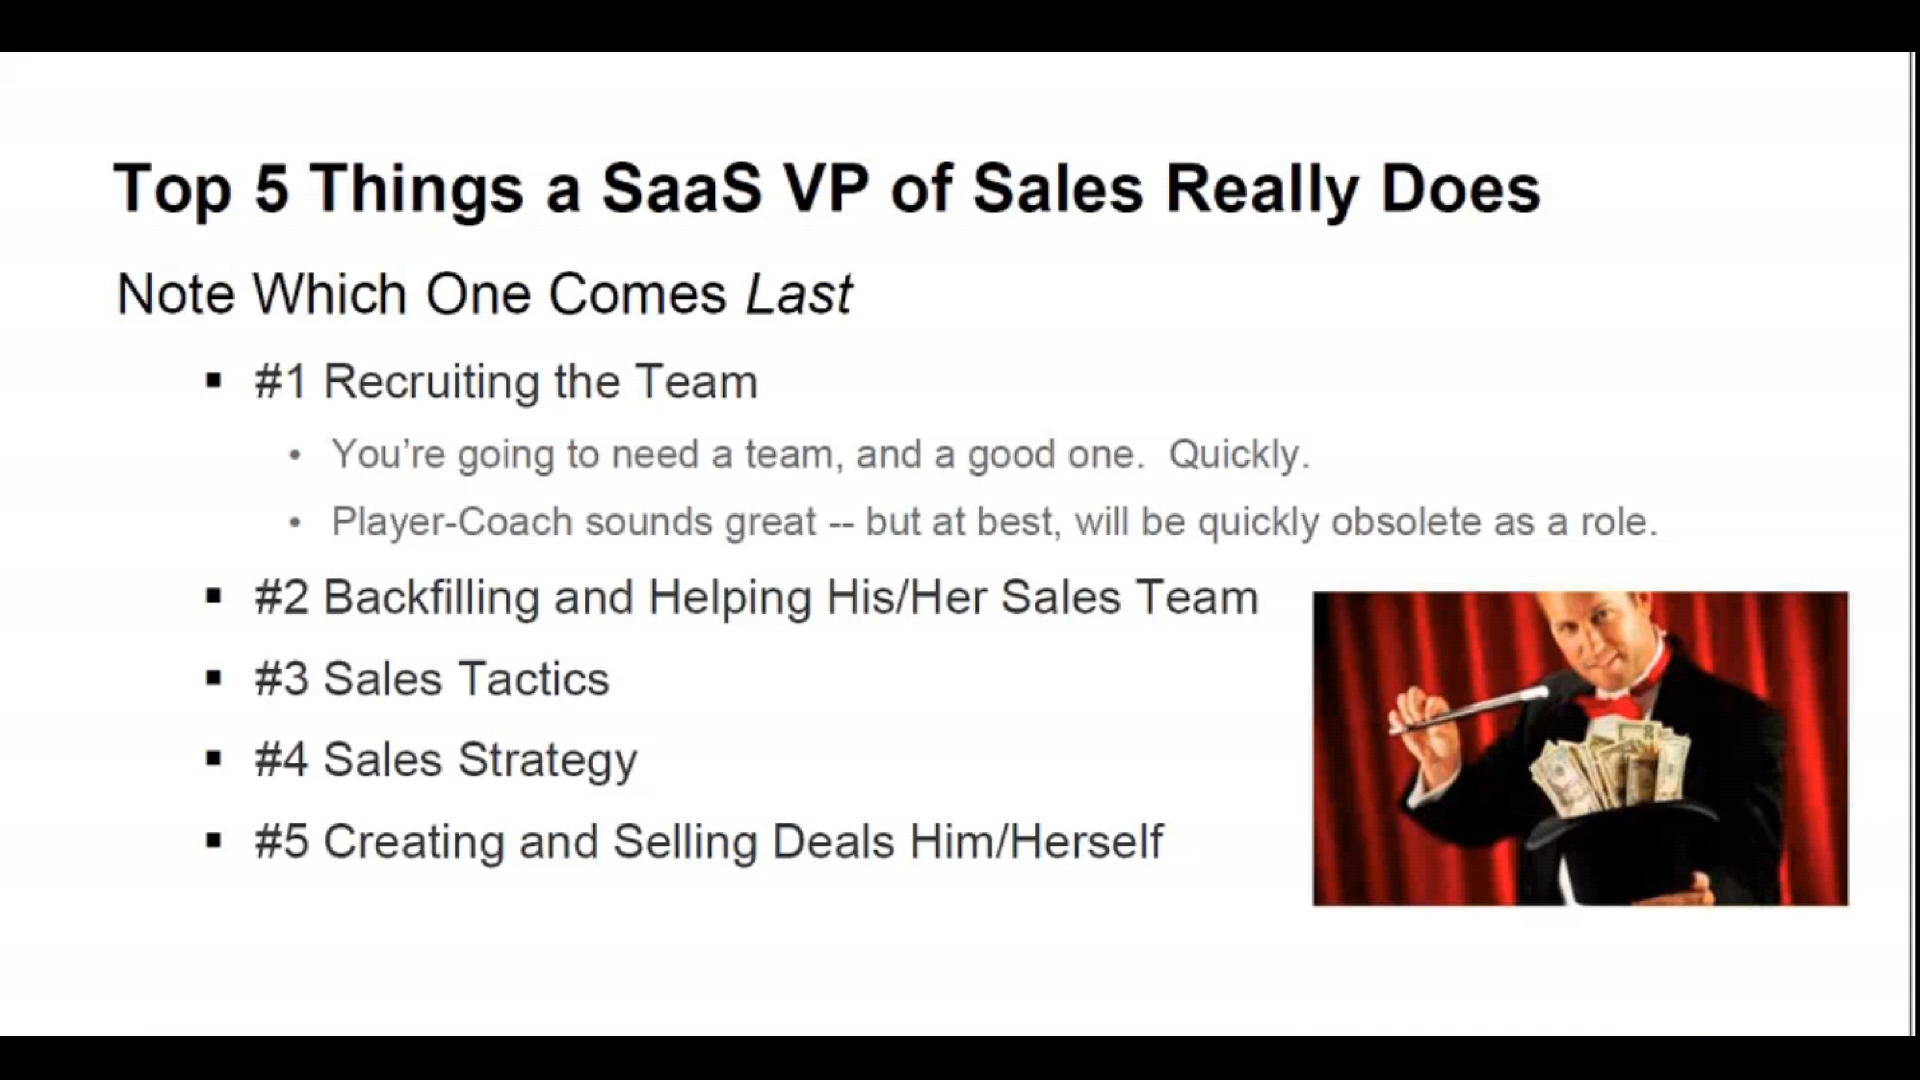 Top 5 Things a SaaS VP of Sales Really Does
Note Which One Comes Last
▪ #1 Recruiting the Team
• You’re going to need a team, and a good one.  Quickly.
• Player-Coach sounds great -- but at best, will be quickly obsolete as a role.
▪ #2 Backfilling and Helping His/Her Sales Team
▪ #3 Sales Tactics
▪ #4 Sales Strategy
▪ #5 Creating and Selling Deals Him/Herself